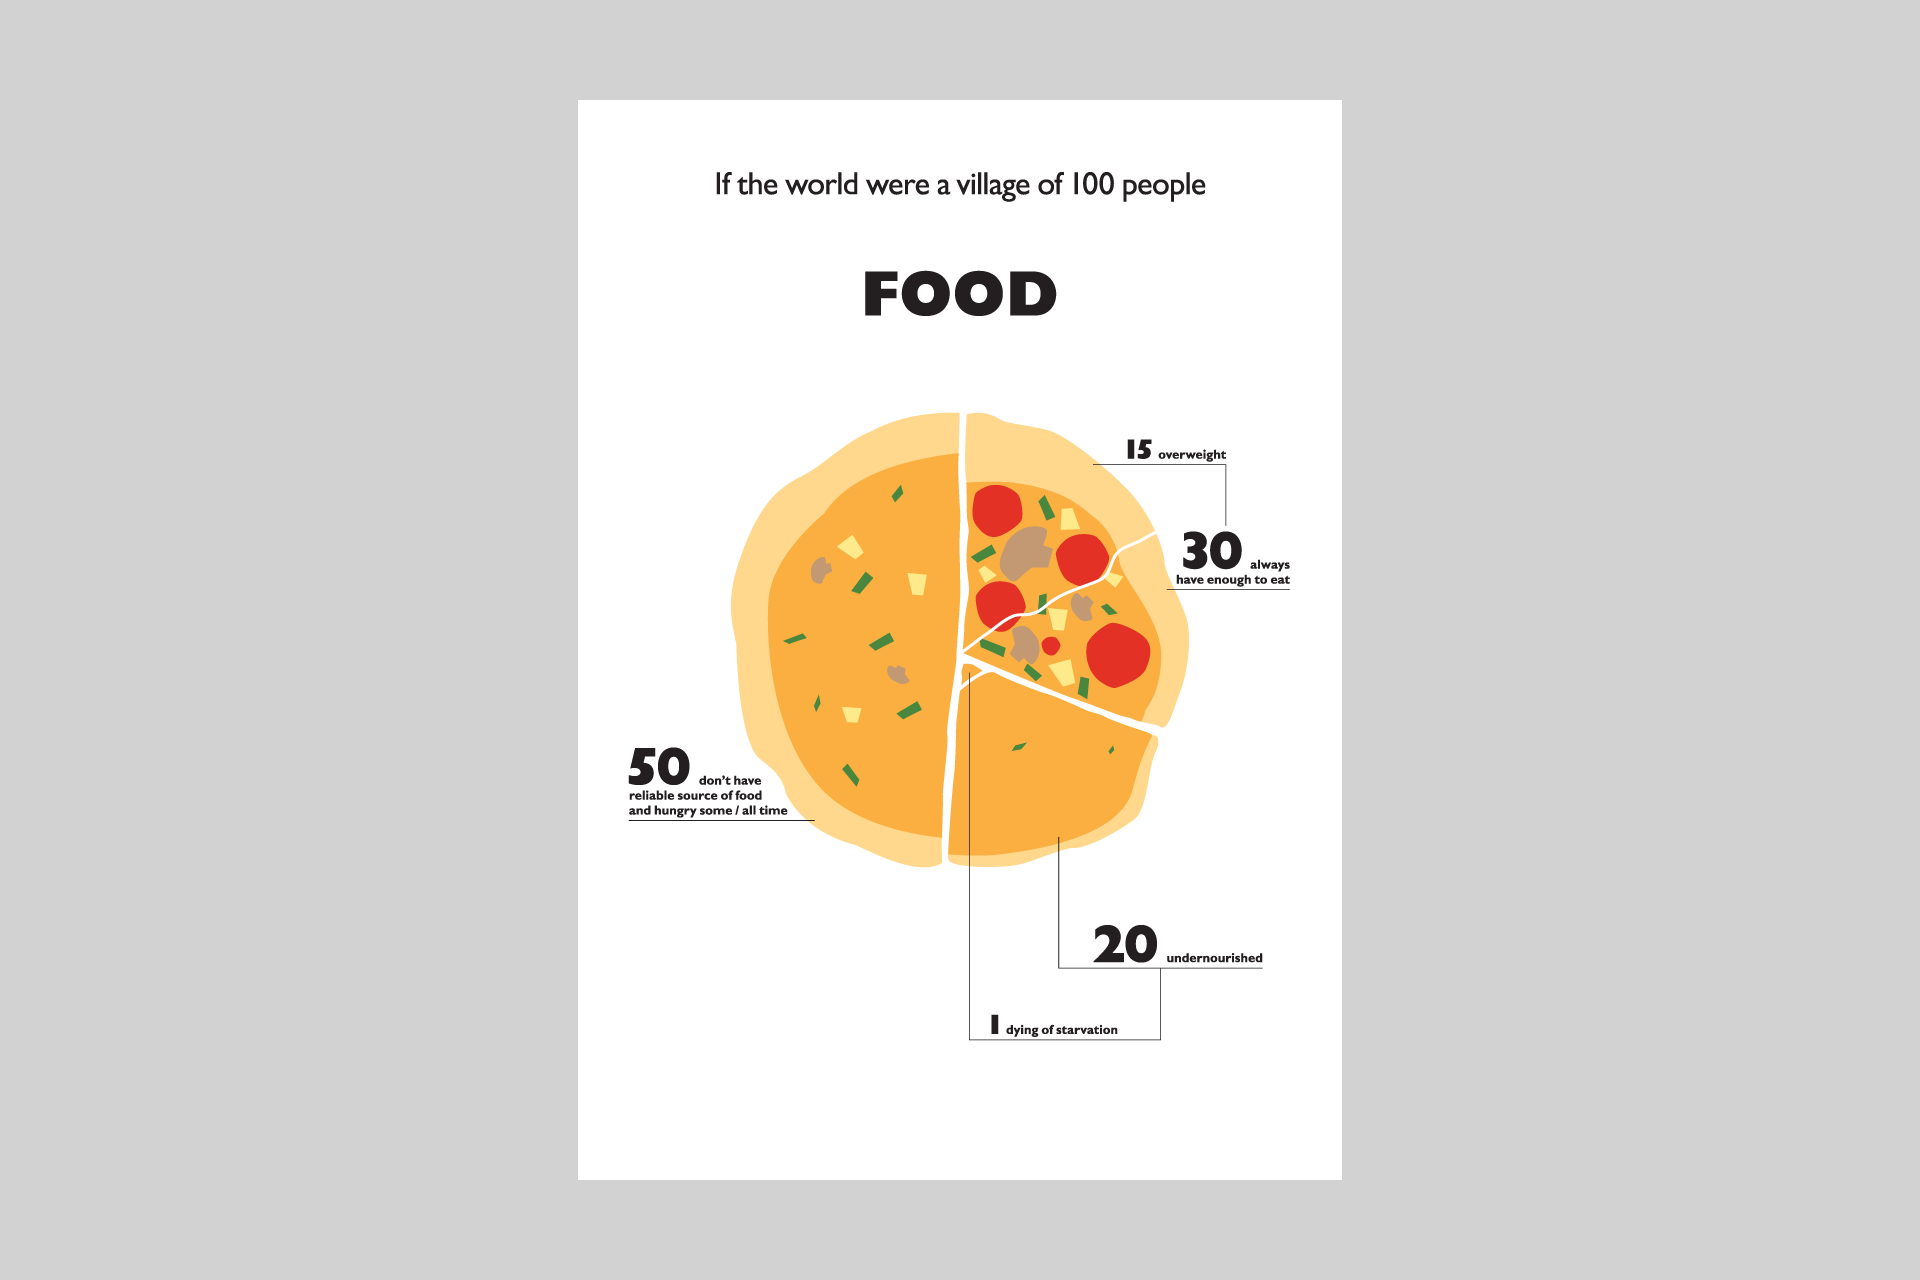 If the world were a village of 100 people
FOOD
15 overweight
30 always
have enough to eat
50 don't have
reliable source of food
and hungry some / all time
20 undernourished
1 dying of starvation